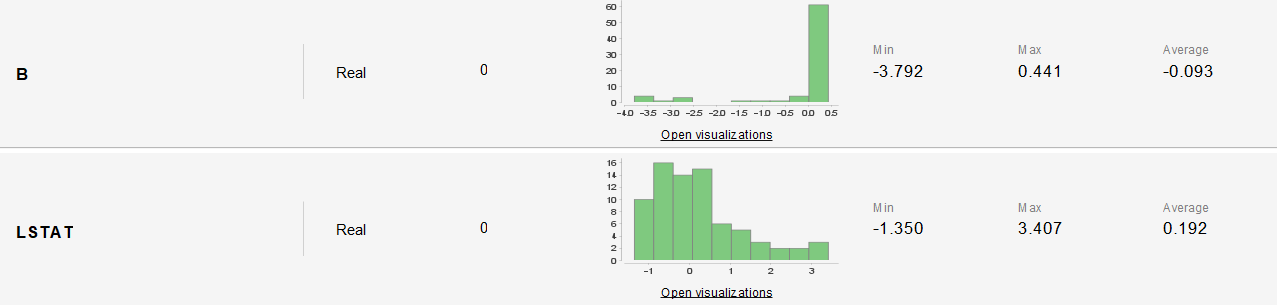 B
Real
0
60
50
40
30
20
10
0
-4.0 -3.5 -3.0 -2.5 -2.0 -1.5 -1.0 -0.5 0.0 0.5
Open visualizations
Min Max Average
-3.792 0.441 -0.093
LSTAT
Real
0
16
14
12
10
8
6
4
2
0
-1 0 1 2 3
Open visualizations
Min Max Average
-1.350 3.407 0.192